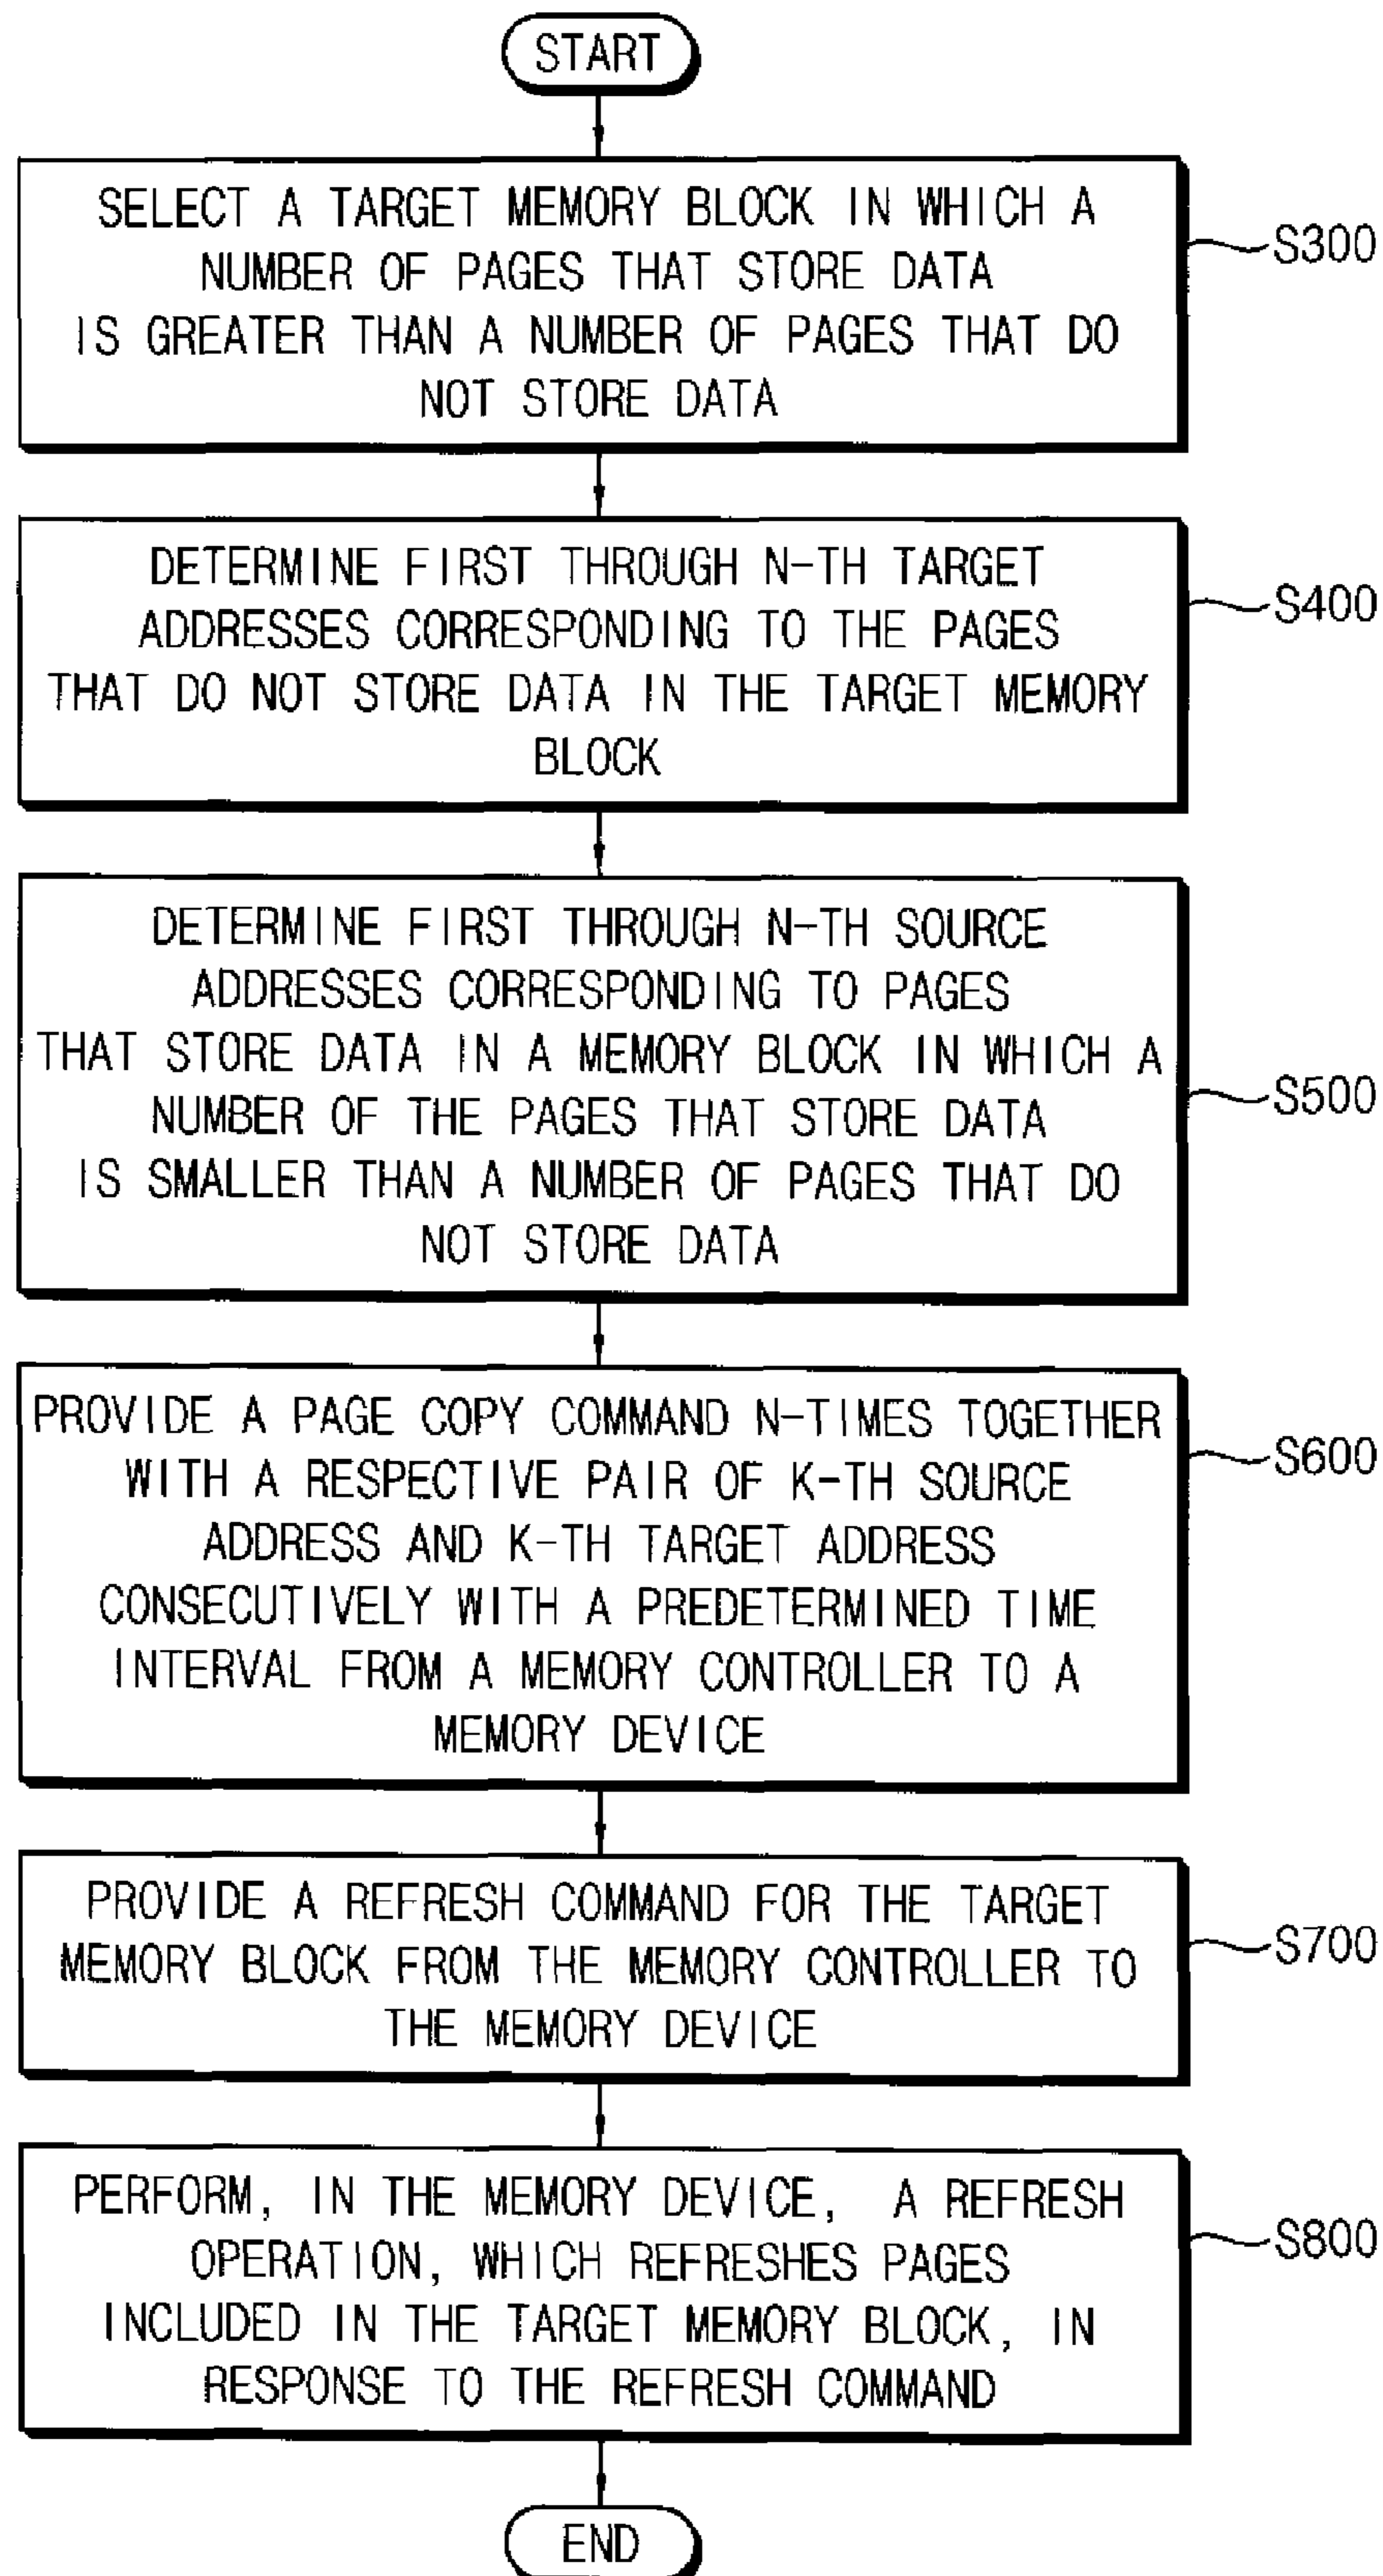 START
SELECT A TARGET MEMORY BLOCK IN WHICH A
NUMBER OF PAGES THAT STORE DATA
IS GREATER THAN A NUMBER OF PAGES THAT DO
NOT STORE DATA
S300
DETERMINE FIRST THROUGH N-TH TARGET
ADDRESSES CORRESPONDING TO THE PAGES
THAT DO NOT STORE DATA IN THE TARGET MEMORY
BLOCK
S400
DETERMINE FIRST THROUGH N-TH SOURCE
ADDRESSES CORRESPONDING TO PAGES
THAT STORE DATA IN A MEMORY BLOCK IN WHICH A
NUMBER OF THE PAGES THAT STORE DATA
IS SMALLER THAN A NUMBER OF PAGES THAT DO
NOT STORE DATA
S500
PROVIDE A PAGE COPY COMMAND N-TIMES TOGETHER
WITH A RESPECTIVE PAIR OF K-TH SOURCE
ADDRESS AND K-TH TARGET ADDRESS
CONSECUTIVELY WITH A PREDETERMINED TIME
INTERVAL FROM A MEMORY CONTROLLER TO A
MEMORY DEVICE
S600
PROVIDE A REFRESH COMMAND FOR THE TARGET
MEMORY BLOCK FROM THE MEMORY CONTROLLER TO
THE MEMORY DEVICE
S700
PERFORM, IN THE MEMORY DEVICE, A REFRESH
OPERATION, WHICH REFRESHES PAGES
INCLUDED IN THE TARGET MEMORY BLOCK, IN
RESPONSE TO THE REFRESH COMMAND
S800
END